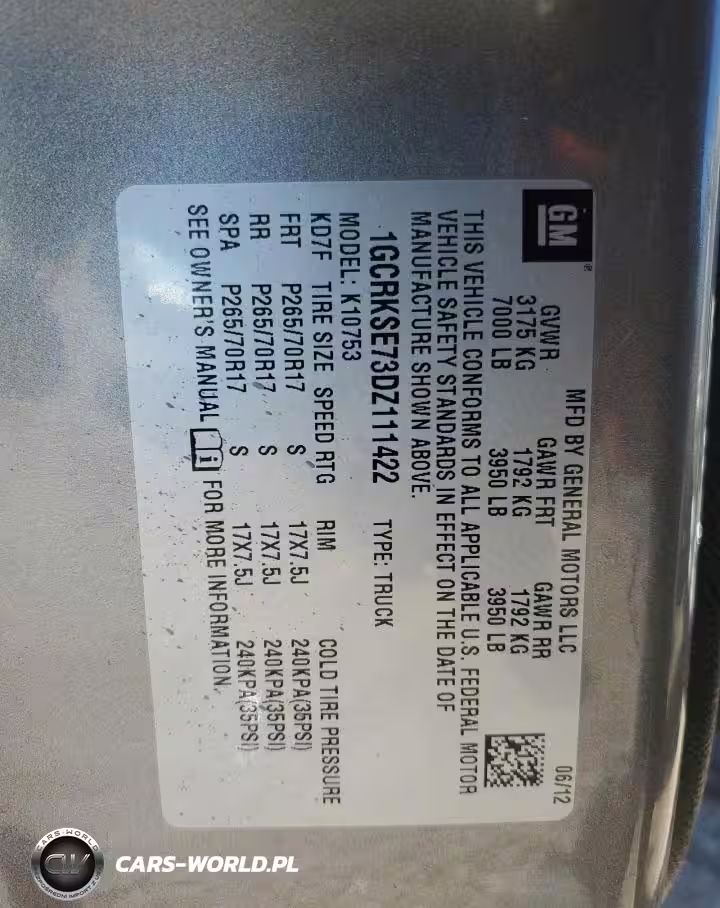 GM®
MFD BY GENERAL MOTORS LLC 06/12
GVWR GAWR FRT GAWR RR
3175 KG 1792 KG 1792 KG
7000 LB 3950 LB 3950 LB
THIS VEHICLE CONFORMS TO ALL APPLICABLE U.S. FEDERAL MOTOR
VEHICLE SAFETY STANDARDS IN EFFECT ON THE DATE OF
MANUFACTURE SHOWN ABOVE.
1GCRKSE73DZ111422 TYPE: TRUCK
MODEL: K10753
KD7F TIRE SIZE SPEED RTG RIM COLD TIRE PRESSURE
FRT P265/70R17 S 17X7.5J 240KPA(35PSI)
RR P265/70R17 S 17X7.5J 240KPA(35PSI)
SPA P265/70R17 S 17X7.5J 240KPA(35PSI)
SEE OWNER'S MANUAL FOR MORE INFORMATION.
CARS-WORLD
CW
CARS-WORLD.PL